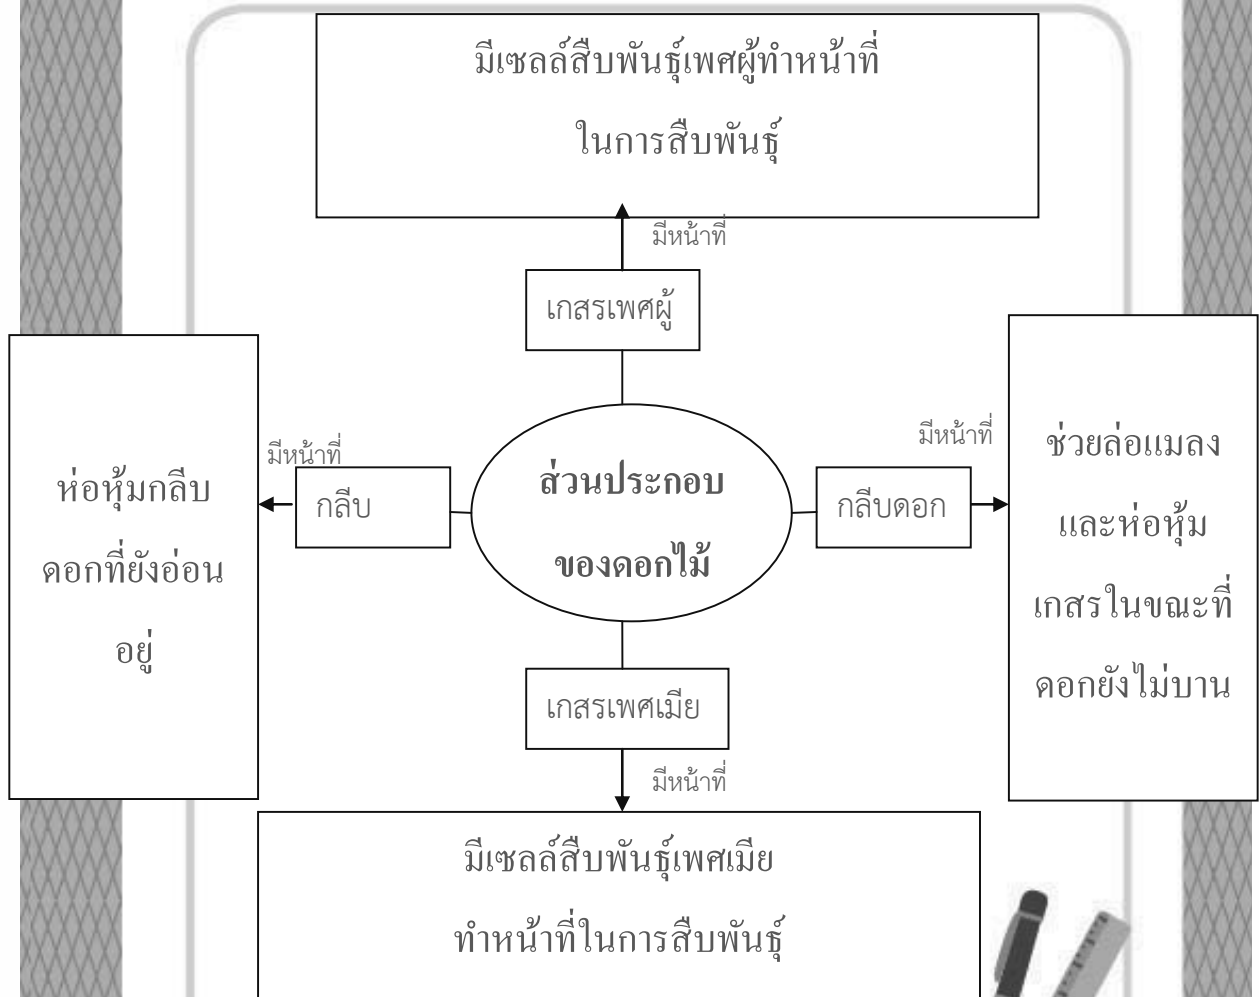 มีเซลล์สืบพันธุ์เพศผู้ทำหน้าที่
ในการสืบพันธุ์
มีหน้าที่
เกสรเพศผู้
มีหน้าที่
กลีบ
ห่อหุ้มกลีบ
ดอกที่ยังอ่อน
อยู่
ส่วนประกอบ
ของดอกไม้
มีหน้าที่
กลีบดอก
ช่วยล่อแมลง
และห่อหุ้ม
เกสรในขณะที่
ดอกยังไม่บาน
เกสรเพศเมีย
มีหน้าที่
มีเซลล์สืบพันธุ์เพศเมีย
ทำหน้าที่ในการสืบพันธุ์